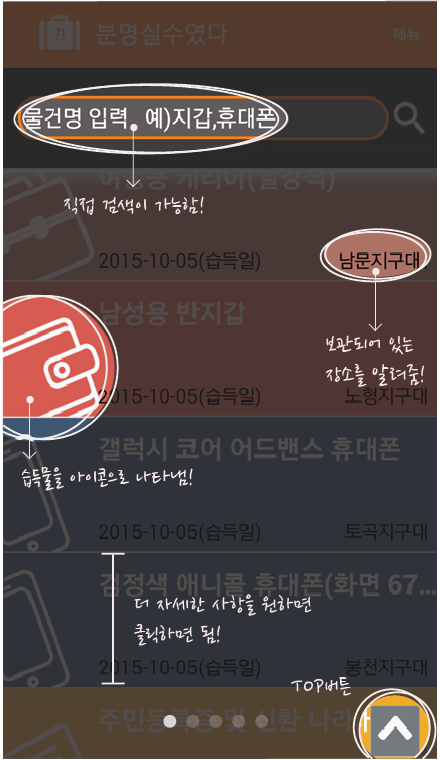 ?!
분명실수였다
메뉴
물건명 입력 예)지갑,휴대폰
여행용 캐리어(빨강색)
직접 검색이 가능함!
2015-10-05(습득일)
남문지구대
남성용 반지갑
보관되어 있는
장소를 알려줌!
2015-10-05(습득일)
노형지구대
갤럭시 코어 어드밴스 휴대폰
습득물을 아이콘으로 나타냄!
2015-10-05(습득일)
토곡지구대
검정색 애니콜 휴대폰(화면 67...
더 자세한 사항을 원하면
클릭하면 됨!
2015-10-05(습득일)
봉천지구대
TOP버튼
주민등록증 및 신한 나라